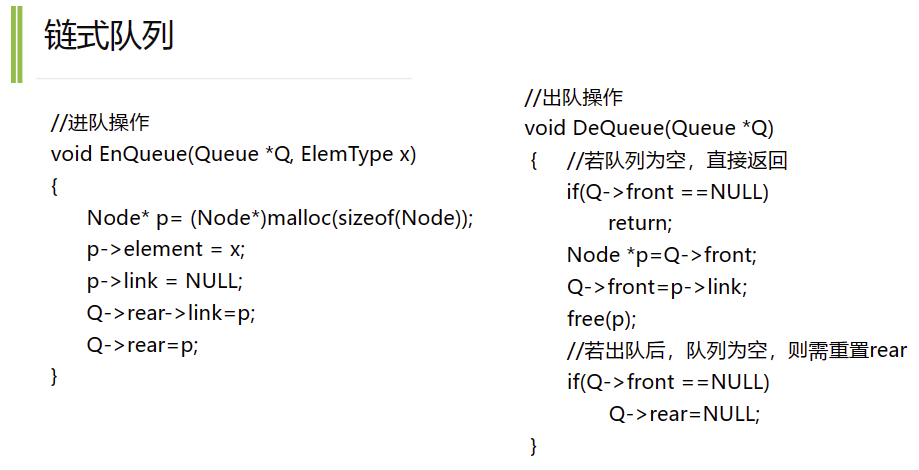 链式队列
//进队操作
void EnQueue(Queue *Q, ElemType x)
{
Node* p= (Node*)malloc(sizeof(Node));
p->element = x;
p->link = NULL;
Q->rear->link=p;
Q->rear=p;
}
//出队操作
void DeQueue(Queue *Q)
{ //若队列为空，直接返回
if(Q->front ==NULL)
return;
Node *p=Q->front;
Q->front=p->link;
free(p);
//若出队后，队列为空，则需重置rear
if(Q->front ==NULL)
Q->rear=NULL;
}